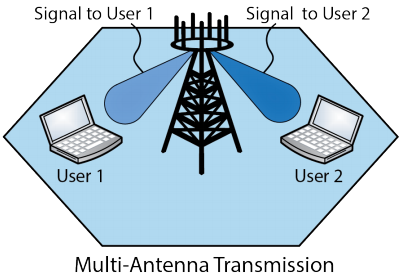 Signal to User 1
Signal to User 2
User 1
User 2
Multi-Antenna Transmission